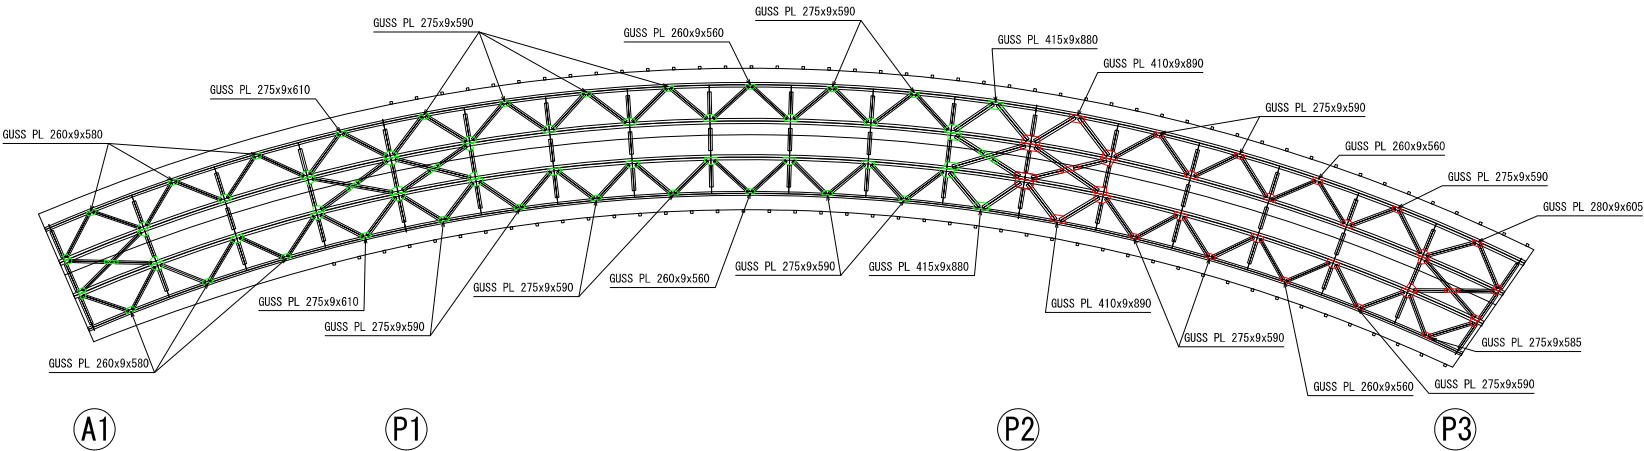 GUSS PL 275x9x590
GUSS PL 275x9x590
GUSS PL 260x9x560
GUSS PL 415x9x880
GUSS PL 410x9x890
GUSS PL 275x9x610
GUSS PL 275x9x590
GUSS PL 260x9x580
GUSS PL 260x9x560
GUSS PL 275x9x590
GUSS PL 280x9x605
GUSS PL 275x9x590
GUSS PL 415x9x880
GUSS PL 260x9x560
GUSS PL 275x9x590
GUSS PL 275x9x610
GUSS PL 410x9x890
GUSS PL 275x9x590
GUSS PL 275x9x590
GUSS PL 275x9x585
GUSS PL 260x9x580
GUSS PL 260x9x560
GUSS PL 275x9x590
A1
P1
P2
P3